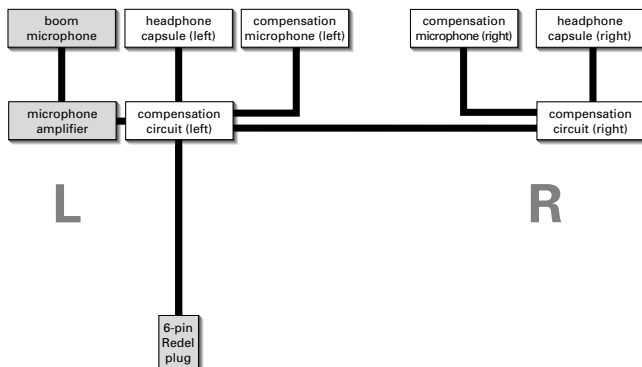 boom
microphone
headphone
capsule (left)
compensation
microphone (left)
compensation
microphone (right)
headphone
capsule (right)
microphone
amplifier
compensation
circuit (left)
compensation
circuit (right)
L
R
6-pin
Redel
plug